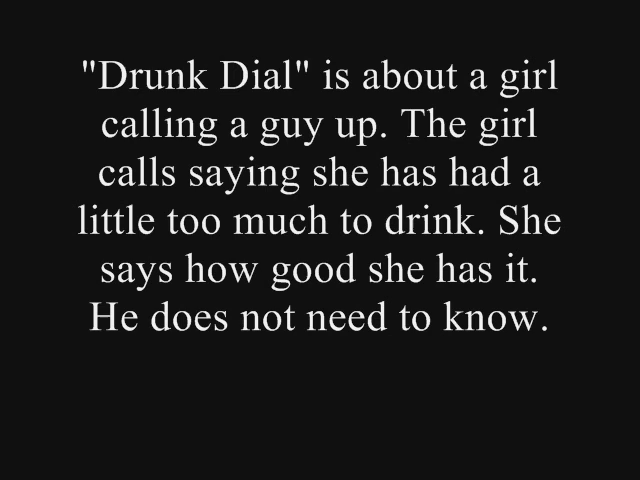 "Drunk Dial" is about a girl
calling a guy up. The girl
calls saying she has had a
little too much to drink. She
says how good she has it.
He does not need to know.